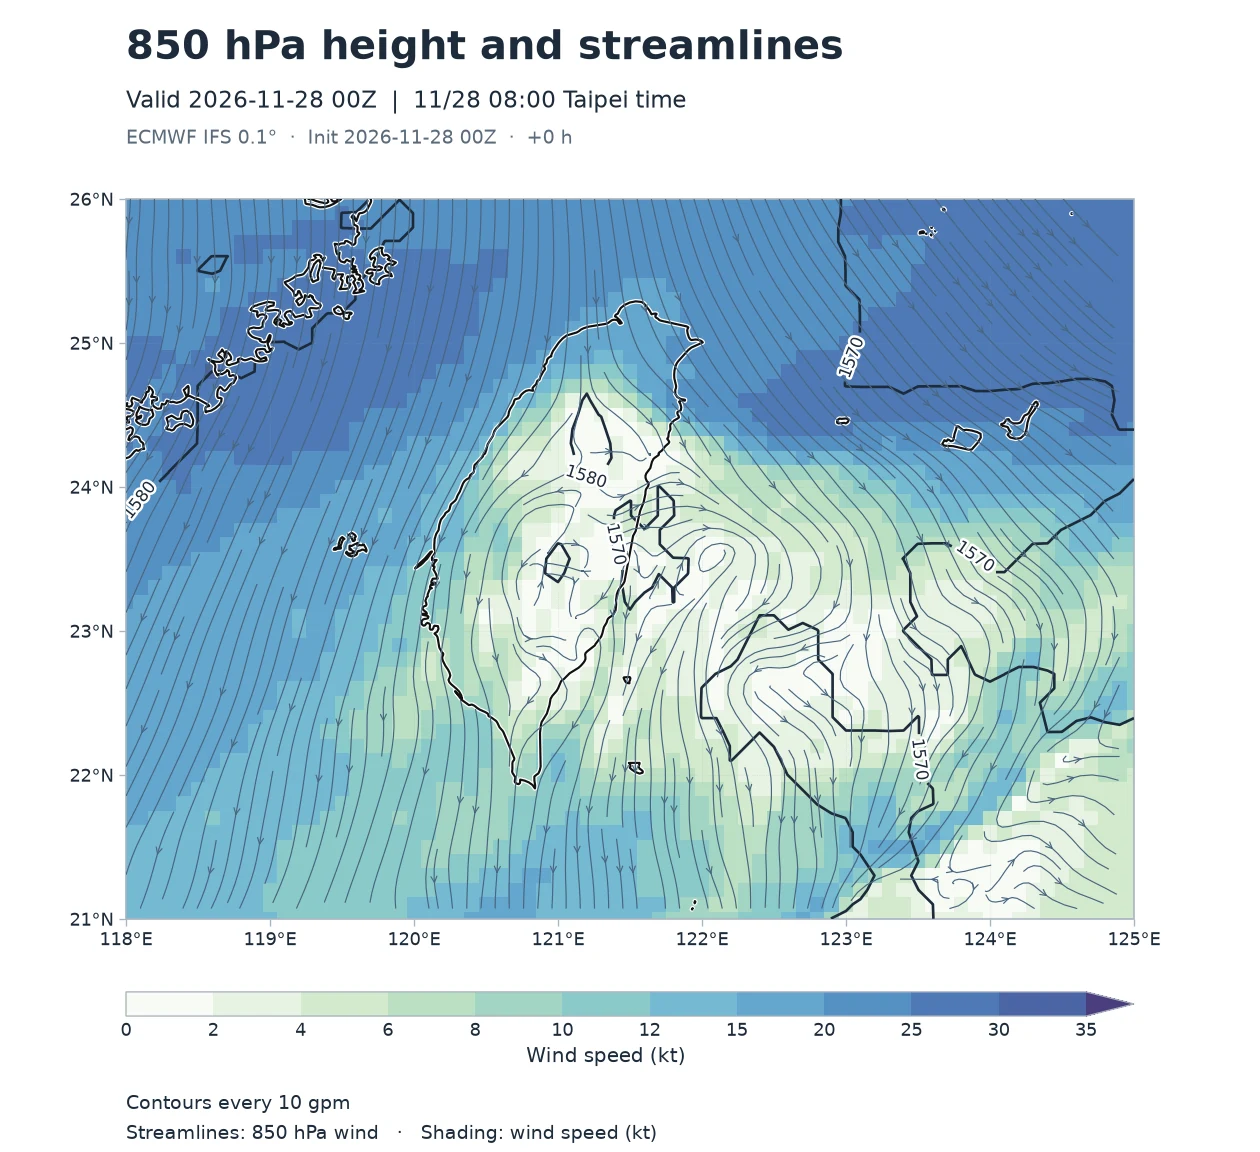 850 hPa height and streamlines
Valid 2026-11-28 00Z | 11/28 08:00 Taipei time
ECMWF IFS 0.1° · Init 2026-11-28 00Z · +0 h
26°N
25°N
24°N
23°N
22°N
21°N
1570
1580
1580
1570
1570
1570
118°E 119°E 120°E 121°E 122°E 123°E 124°E 125°E
0 2 4 6 8 10 12 15 20 25 30 35
Wind speed (kt)
Contours every 10 gpm
Streamlines: 850 hPa wind · Shading: wind speed (kt)